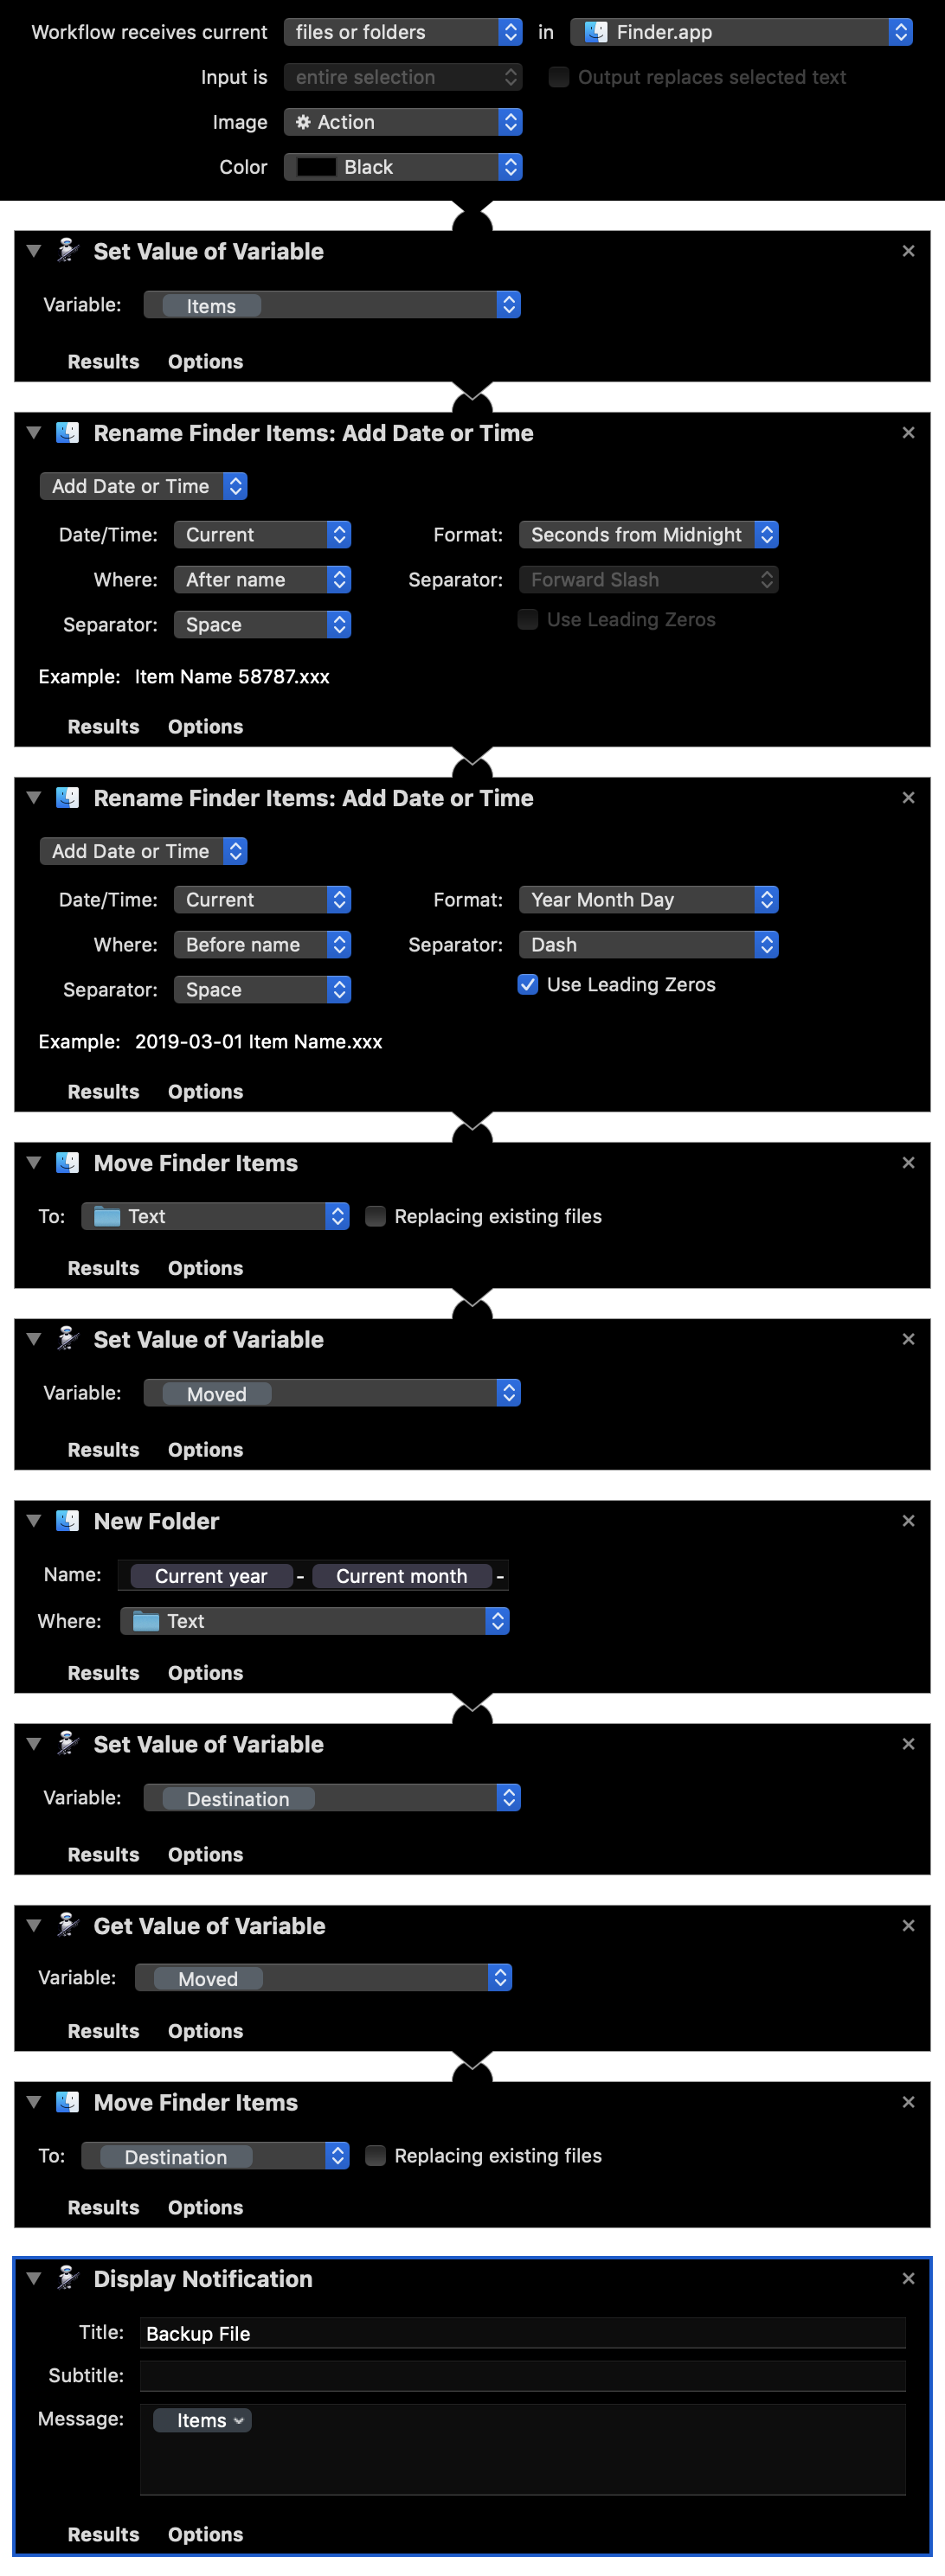 Workflow receives current files or folders in Finder.app
Input is entire selection Output replaces selected text
Image Action
Color Black
Set Value of Variable
Variable: Items
Results Options
Rename Finder Items: Add Date or Time
Add Date or Time
Date/Time: Current Format: Seconds from Midnight
Where: After name Separator: Forward Slash
Separator: Space Use Leading Zeros
Example: Item Name 58787.xxx
Results Options
Rename Finder Items: Add Date or Time
Add Date or Time
Date/Time: Current Format: Year Month Day
Where: Before name Separator: Dash
Separator: Space Use Leading Zeros
Example: 2019-03-01 Item Name.xxx
Results Options
Move Finder Items
To: Text Replacing existing files
Results Options
Set Value of Variable
Variable: Moved
Results Options
New Folder
Name: Current year - Current month -
Where: Text
Results Options
Set Value of Variable
Variable: Destination
Results Options
Get Value of Variable
Variable: Moved
Results Options
Move Finder Items
To: Destination Replacing existing files
Results Options
Display Notification
Title: Backup File
Subtitle:
Message: Items
Results Options